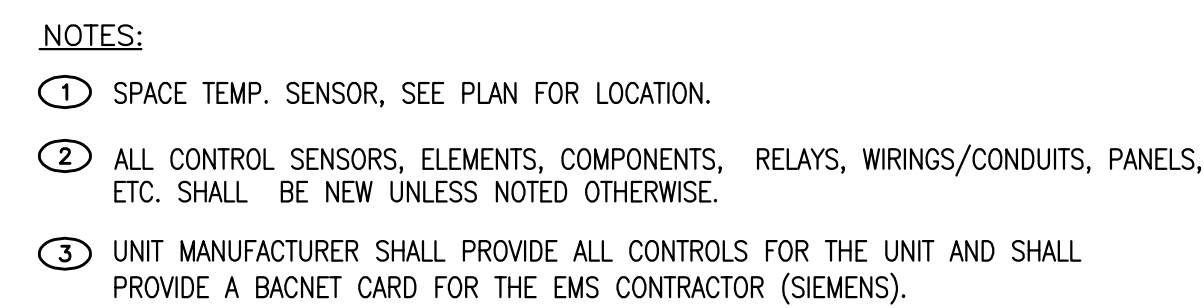 NOTES:
1 SPACE TEMP. SENSOR, SEE PLAN FOR LOCATION.
2 ALL CONTROL SENSORS, ELEMENTS, COMPONENTS, RELAYS, WIRINGS/CONDUITS, PANELS,
ETC. SHALL BE NEW UNLESS NOTED OTHERWISE.
3 UNIT MANUFACTURER SHALL PROVIDE ALL CONTROLS FOR THE UNIT AND SHALL
PROVIDE A BACNET CARD FOR THE EMS CONTRACTOR (SIEMENS).